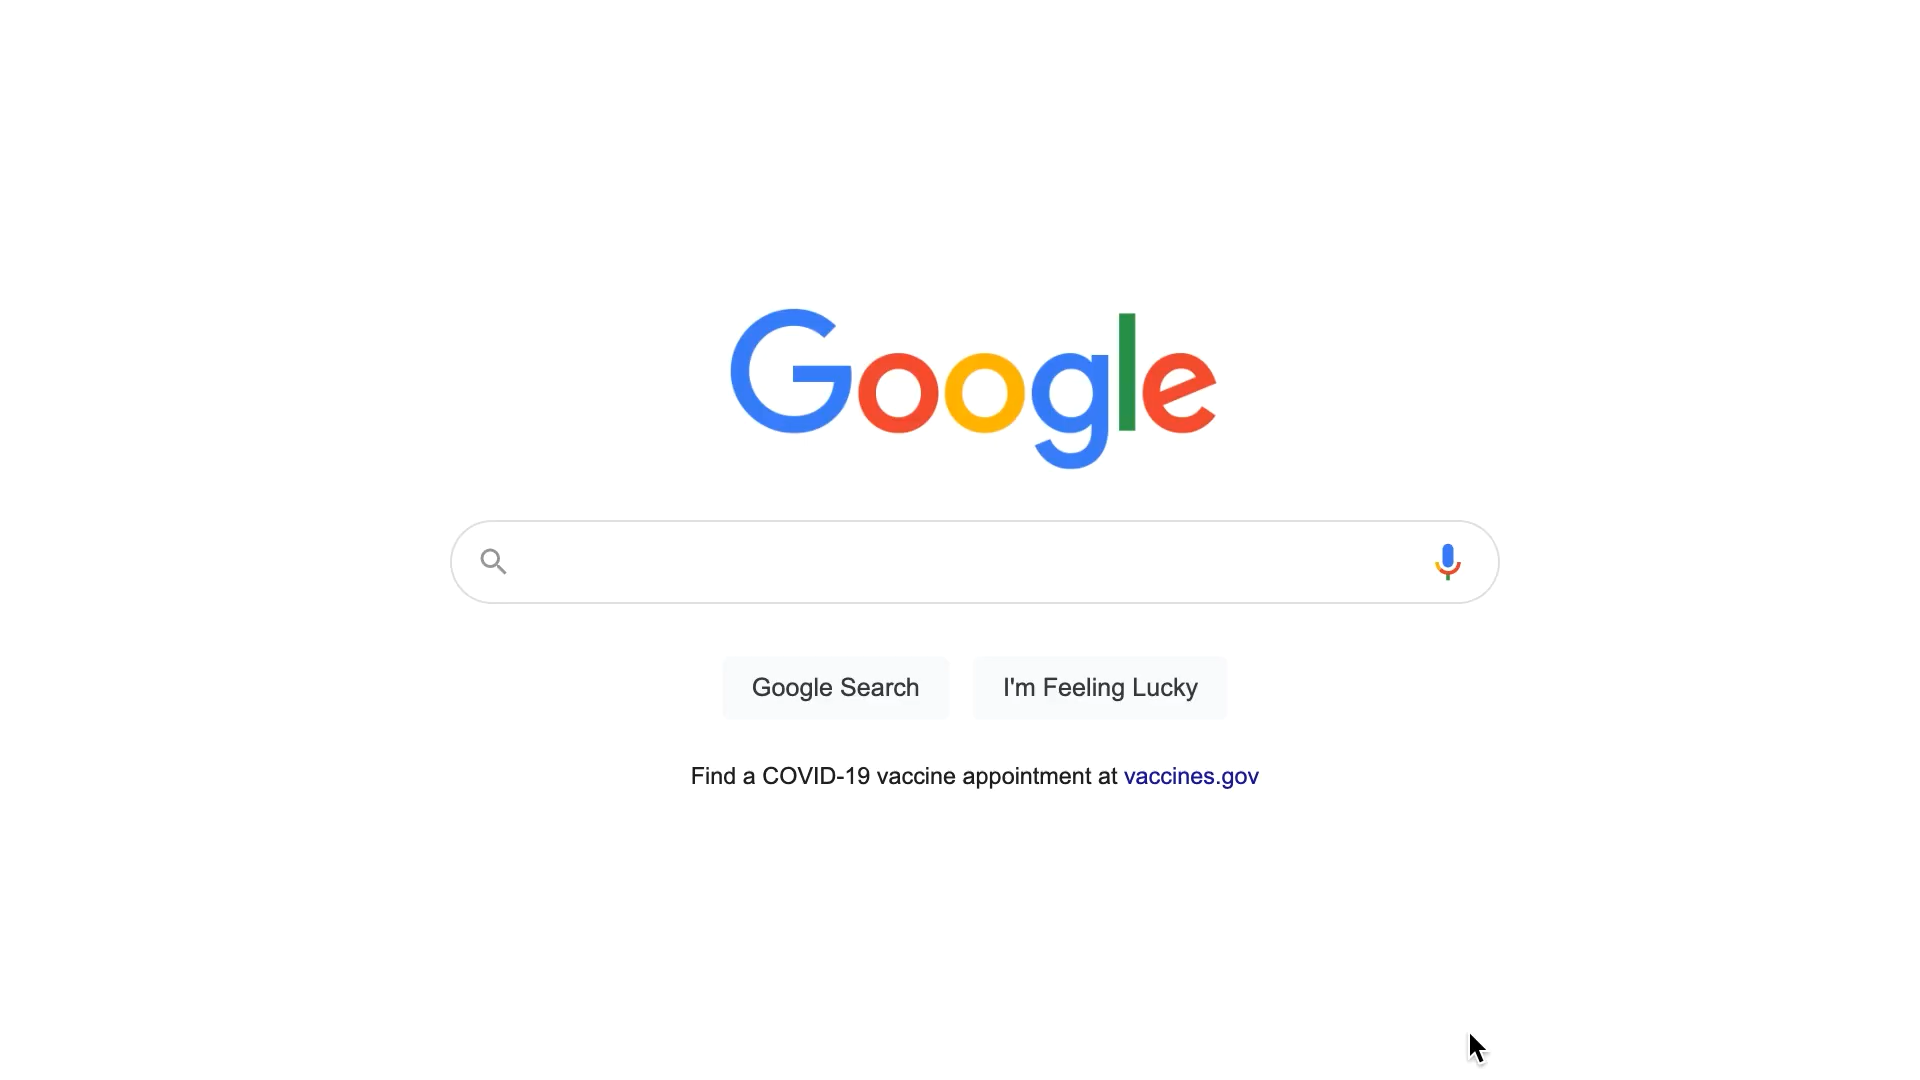 Google
Google Search
I'm Feeling Lucky
Find a COVID-19 vaccine appointment at vaccines.gov